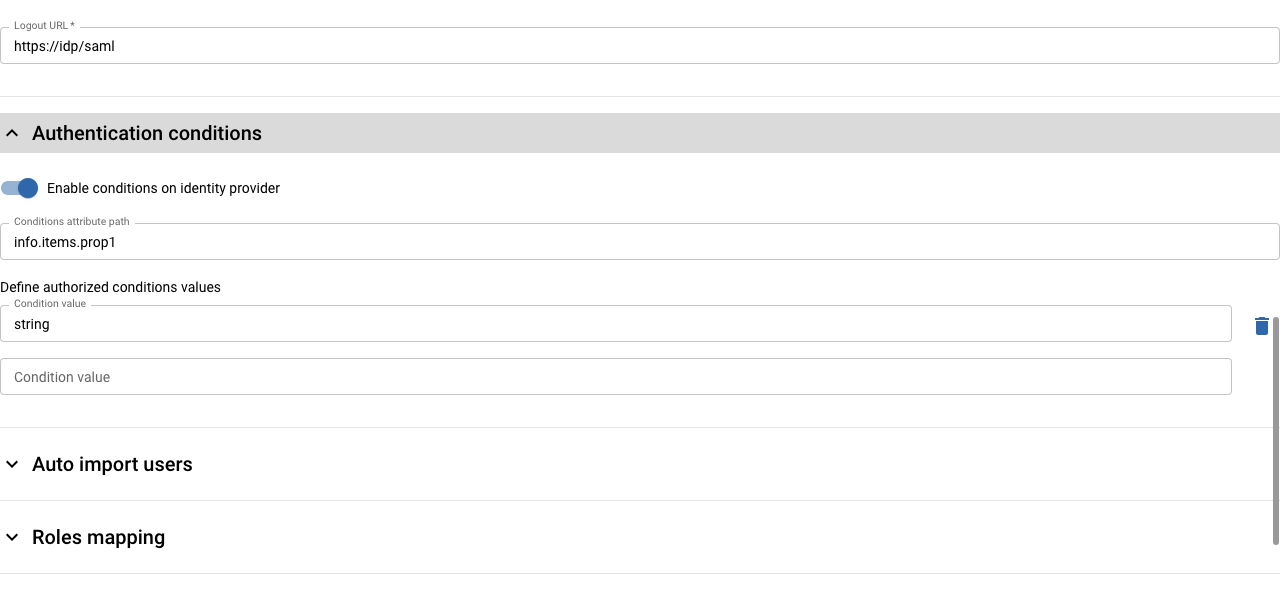 Logout URL *
https://idp/saml
Authentication conditions
Enable conditions on identity provider
Conditions attribute path
info.items.prop1
Define authorized conditions values
Condition value
string
Condition value
Auto import users
Roles mapping